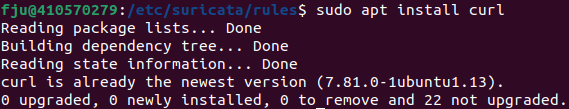 fju@410570279:/etc/suricata/rules$ sudo apt install curl
Reading package lists... Done
Building dependency tree... Done
Reading state information... Done
curl is already the newest version (7.81.0-1ubuntu1.13).
0 upgraded, 0 newly installed, 0 to remove and 22 not upgraded.